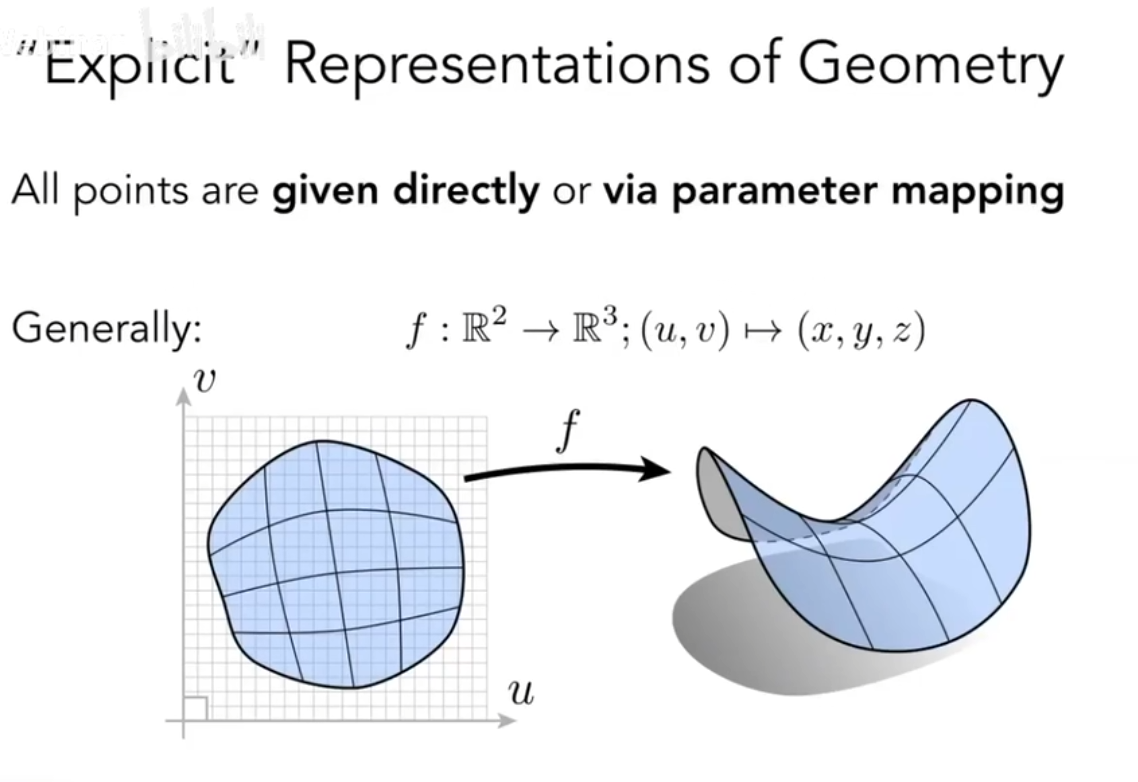 “Explicit” Representations of Geometry
All points are given directly or via parameter mapping
Generally: f : ℝ² → ℝ³; (u, v) ↦ (x, y, z)
v
f
u